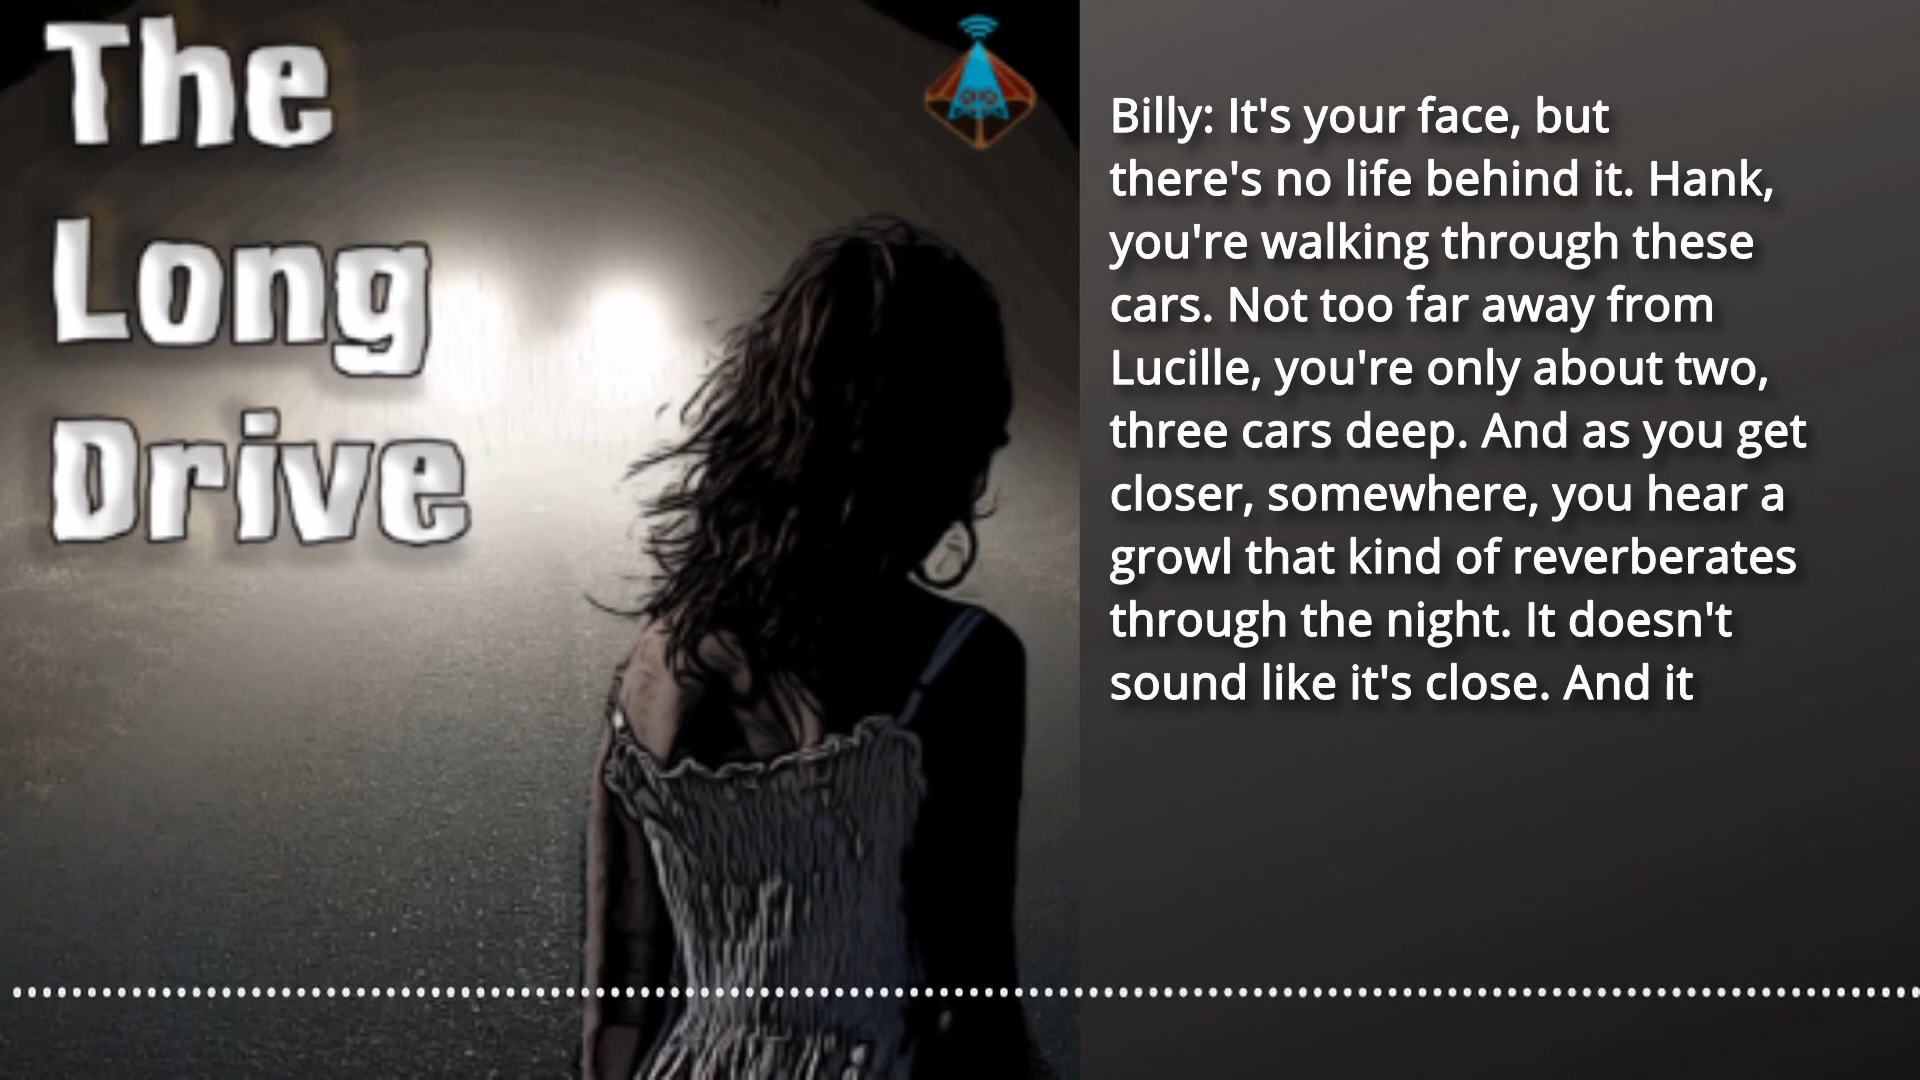 The
Long
Drive
Billy: It's your face, but
there's no life behind it. Hank,
you're walking through these
cars. Not too far away from
Lucille, you're only about two,
three cars deep. And as you get
closer, somewhere, you hear a
growl that kind of reverberates
through the night. It doesn't
sound like it's close. And it